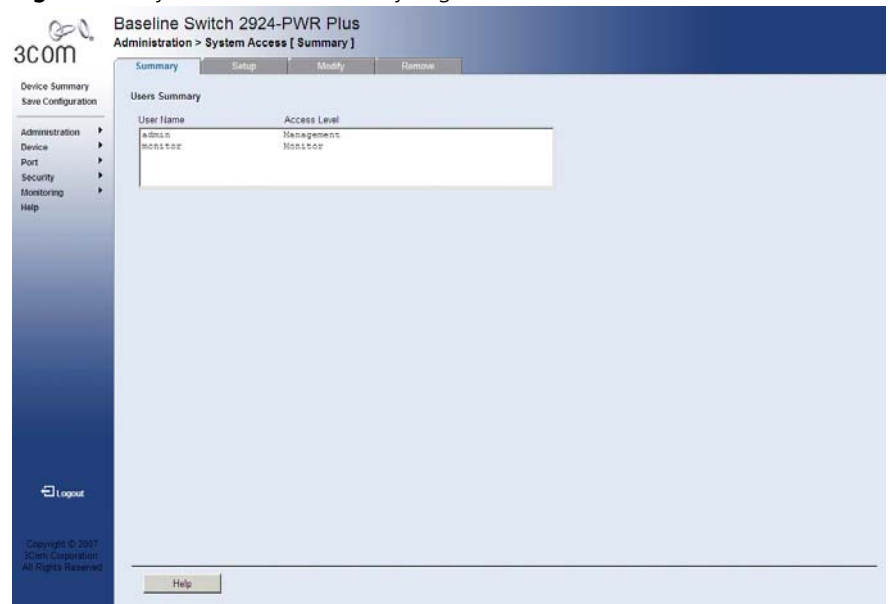 Baseline Switch 2924-PWR Plus
Administration > System Access [ Summary ]
3COM
Summary Setup Modify Remove
Device Summary
Save Configuration
Administration
Device
Port
Security
Monitoring
Help
Users Summary
User Name Access Level
admin Management
monitor Monitor
Logout
Copyright © 2007
3Com Corporation
All Rights Reserved
Help